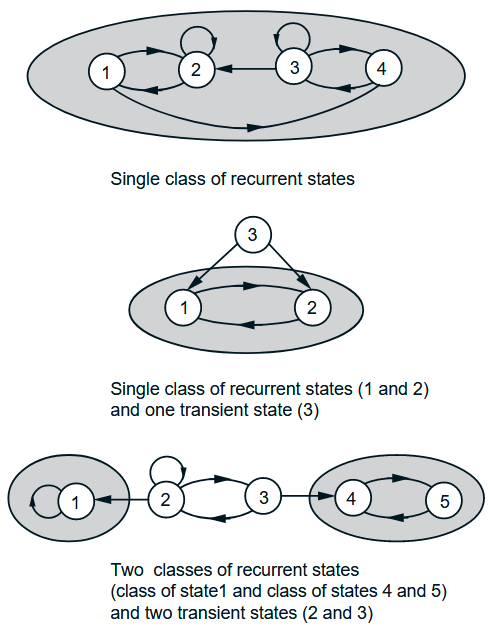 1 2 3 4
Single class of recurrent states
3
1 2
Single class of recurrent states (1 and 2)
and one transient state (3)
1 2 3 4 5
Two classes of recurrent states
(class of state1 and class of states 4 and 5)
and two transient states (2 and 3)